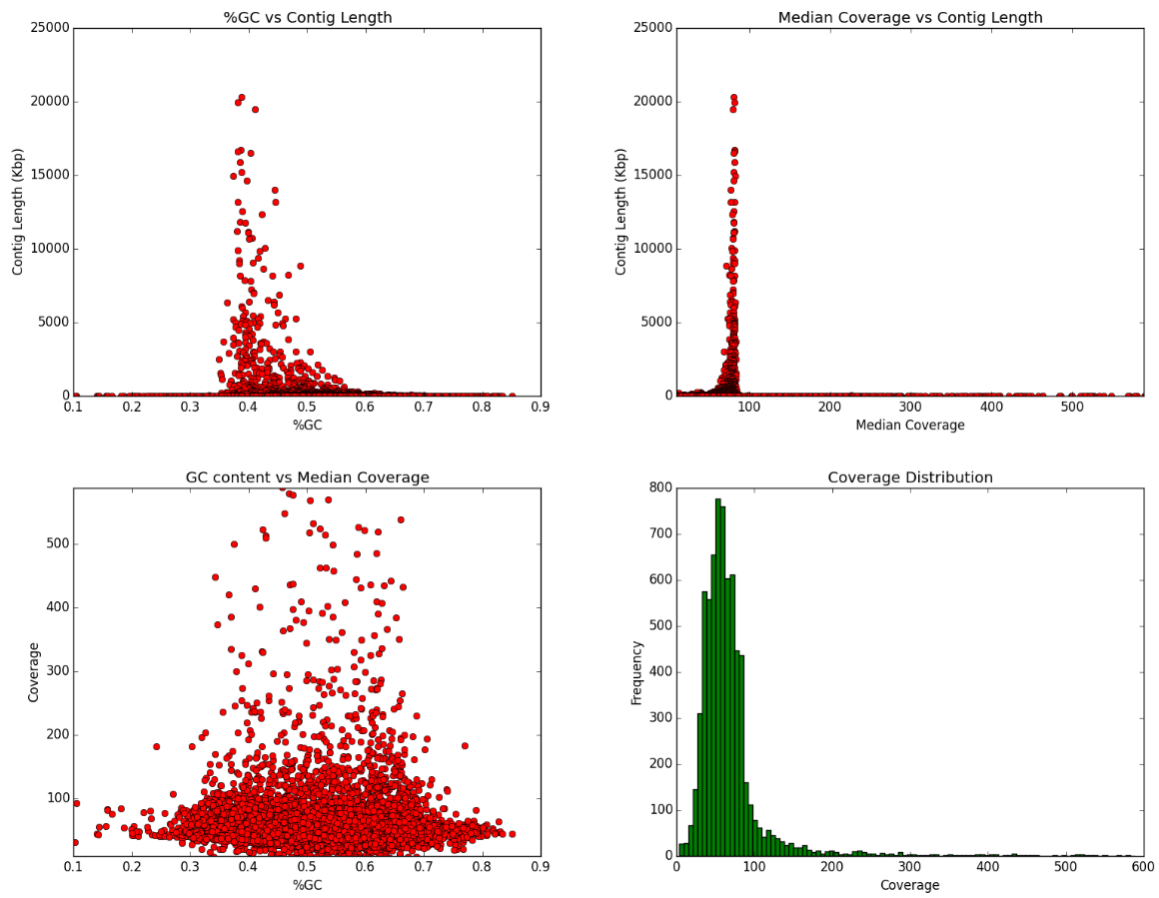 %GC vs Contig Length
25000
20000
15000
10000
5000
0
Contig Length (Kbp)
0.1 0.2 0.3 0.4 0.5 0.6 0.7 0.8 0.9
%GC
Median Coverage vs Contig Length
25000
20000
15000
10000
5000
0
Contig Length (Kbp)
100 200 300 400 500
Median Coverage
GC content vs Median Coverage
500
400
300
200
100
Coverage
0.1 0.2 0.3 0.4 0.5 0.6 0.7 0.8 0.9
%GC
Coverage Distribution
800
700
600
500
400
300
200
100
0
Frequency
0 100 200 300 400 500 600
Coverage